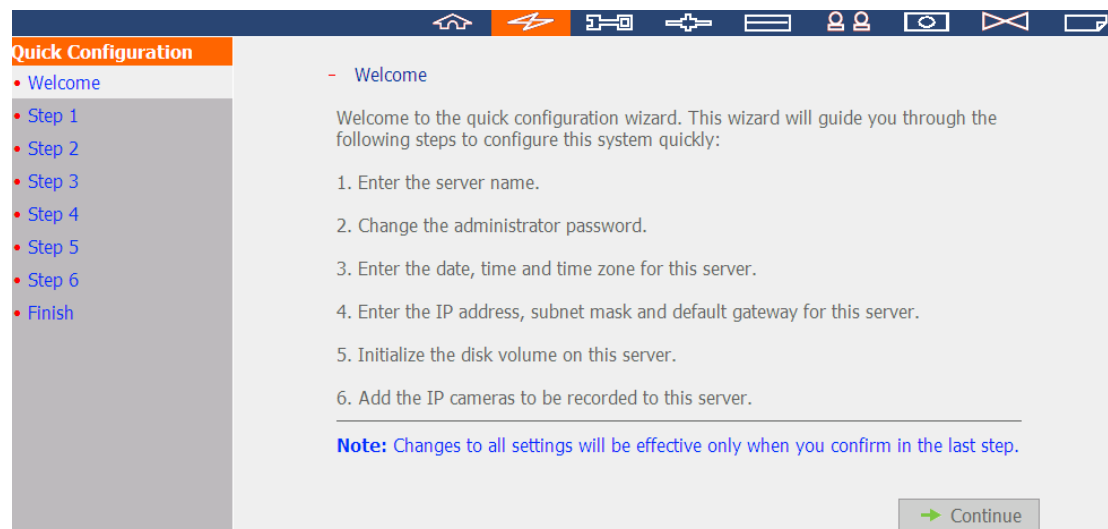 Quick Configuration
• Welcome
• Step 1
• Step 2
• Step 3
• Step 4
• Step 5
• Step 6
• Finish
- Welcome
Welcome to the quick configuration wizard. This wizard will guide you through the
following steps to configure this system quickly:
1. Enter the server name.
2. Change the administrator password.
3. Enter the date, time and time zone for this server.
4. Enter the IP address, subnet mask and default gateway for this server.
5. Initialize the disk volume on this server.
6. Add the IP cameras to be recorded to this server.
Note: Changes to all settings will be effective only when you confirm in the last step.
Continue